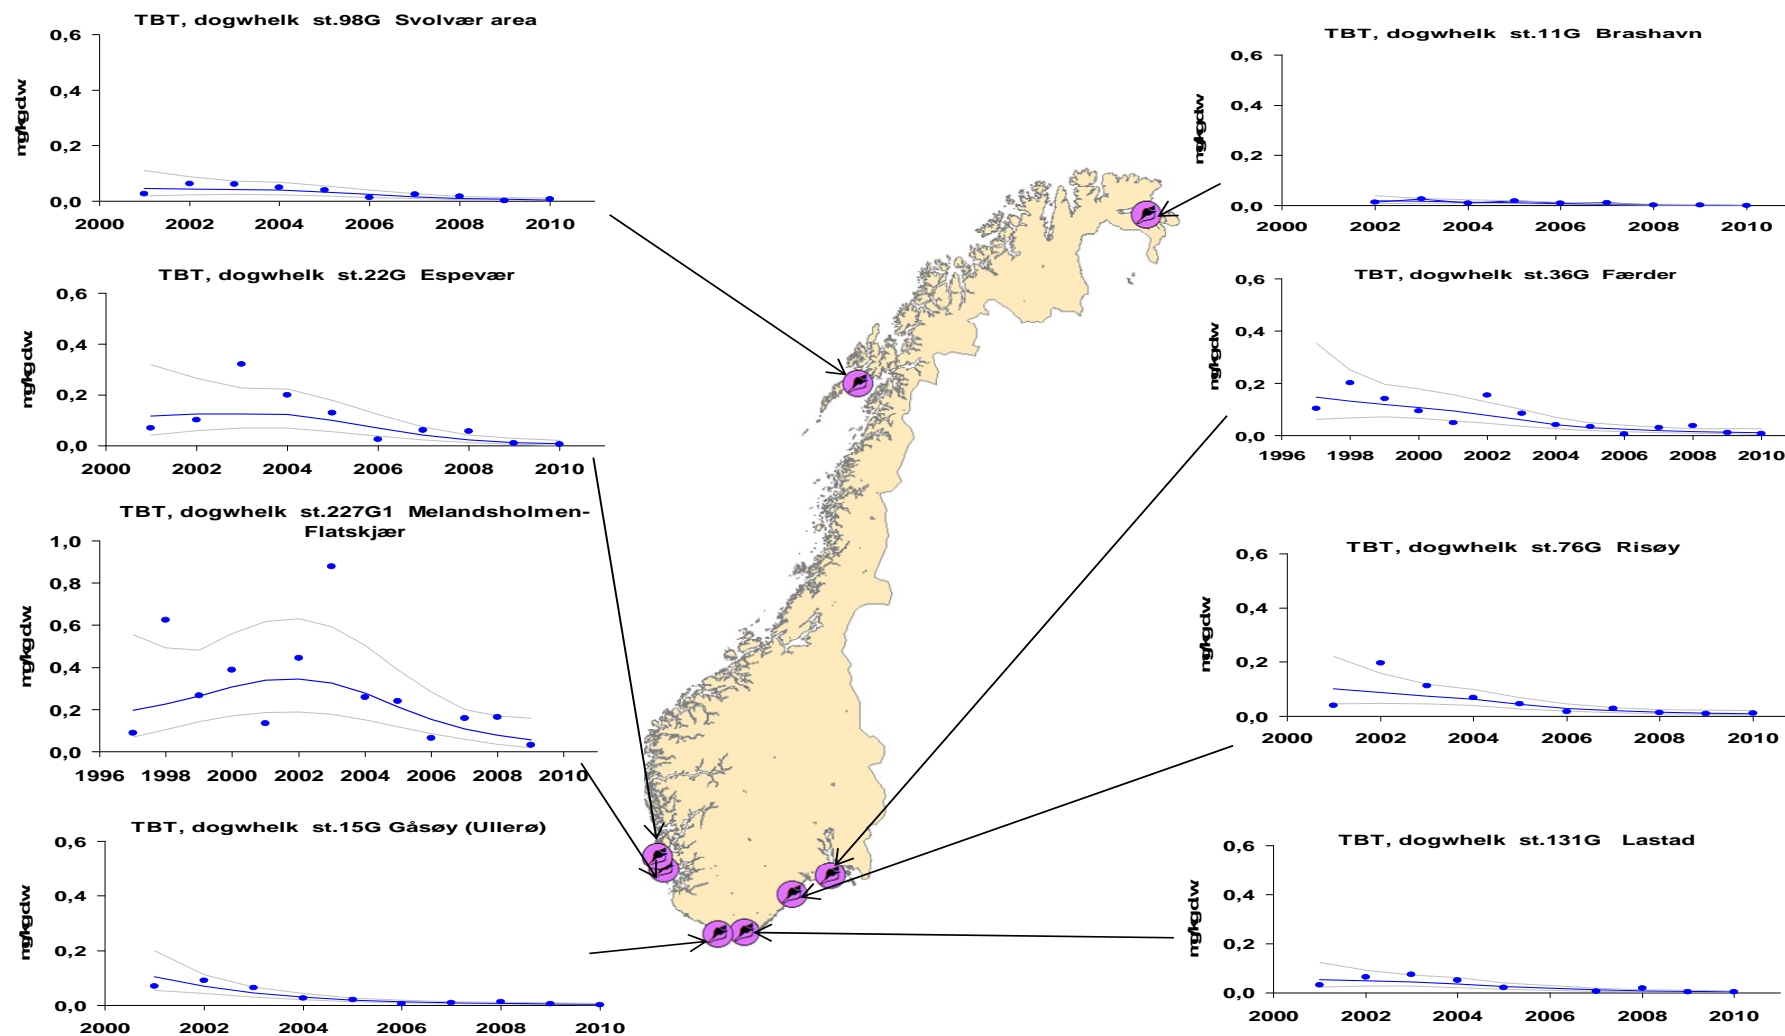 TBT, dogwhelk st.98G Svolvær area
0,6
0,4
0,2
0,0
mg/kg d.w.
2000 2002 2004 2006 2008 2010
TBT, dogwhelk st.22G Espevær
0,6
0,4
0,2
0,0
mg/kg d.w.
2000 2002 2004 2006 2008 2010
TBT, dogwhelk st.227G1 Melandsholmen-
Flatskjær
1,0
0,8
0,6
0,4
0,2
0,0
mg/kg d.w.
1996 1998 2000 2002 2004 2006 2008 2010
TBT, dogwhelk st.15G Gåsøy (Ullerø)
0,6
0,4
0,2
0,0
mg/kg d.w.
2000 2002 2004 2006 2008 2010
TBT, dogwhelk st.11G Brashavn
0,6
0,4
0,2
0,0
mg/kg d.w.
2000 2002 2004 2006 2008 2010
TBT, dogwhelk st.36G Færder
0,6
0,4
0,2
0,0
mg/kg d.w.
1996 1998 2000 2002 2004 2006 2008 2010
TBT, dogwhelk st.76G Risøy
0,6
0,4
0,2
0,0
mg/kg d.w.
2000 2002 2004 2006 2008 2010
TBT, dogwhelk st.131G Lastad
0,6
0,4
0,2
0,0
mg/kg d.w.
2000 2002 2004 2006 2008 2010